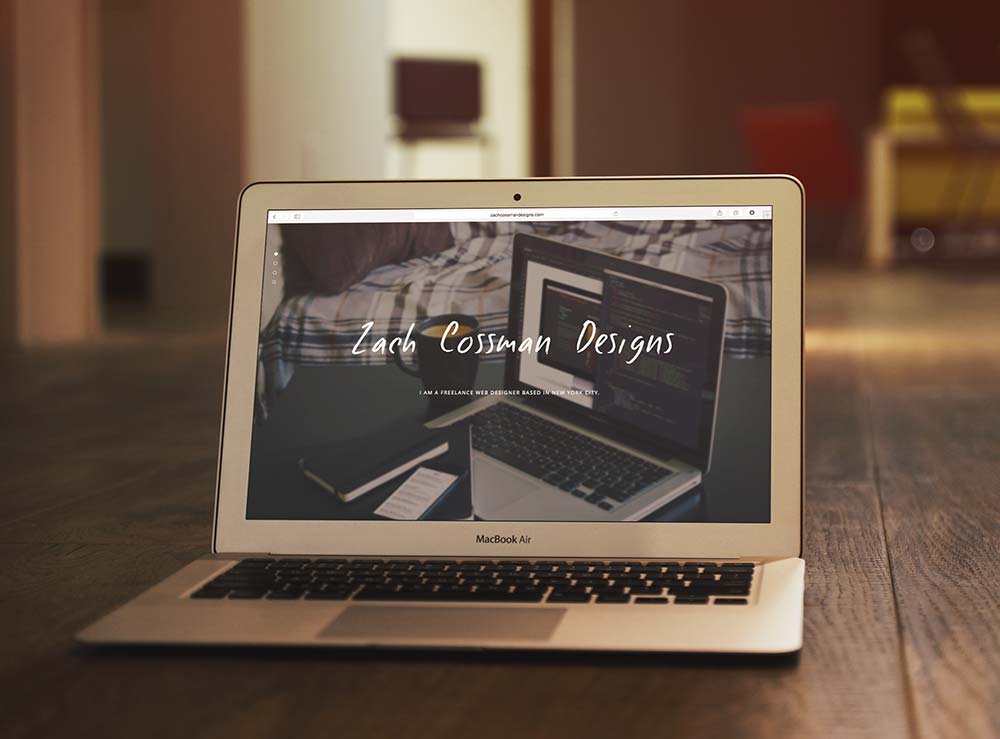 zachcossmandesigns.com
Zach Cossman Designs
I AM A FREELANCE WEB DESIGNER BASED IN NEW YORK CITY.
MacBook Air